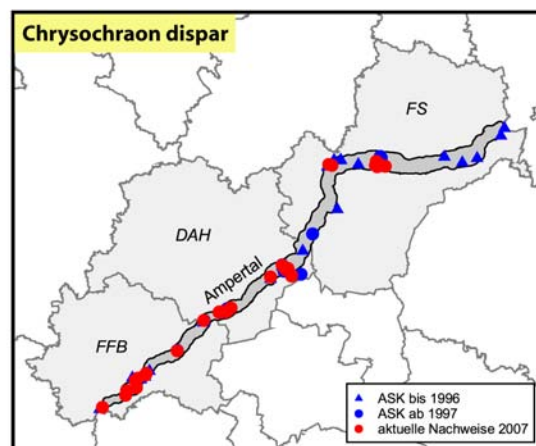 Chrysochraon dispar
FS
DAH
Ampertal
FFB
ASK bis 1996
ASK ab 1997
aktuelle Nachweise 2007